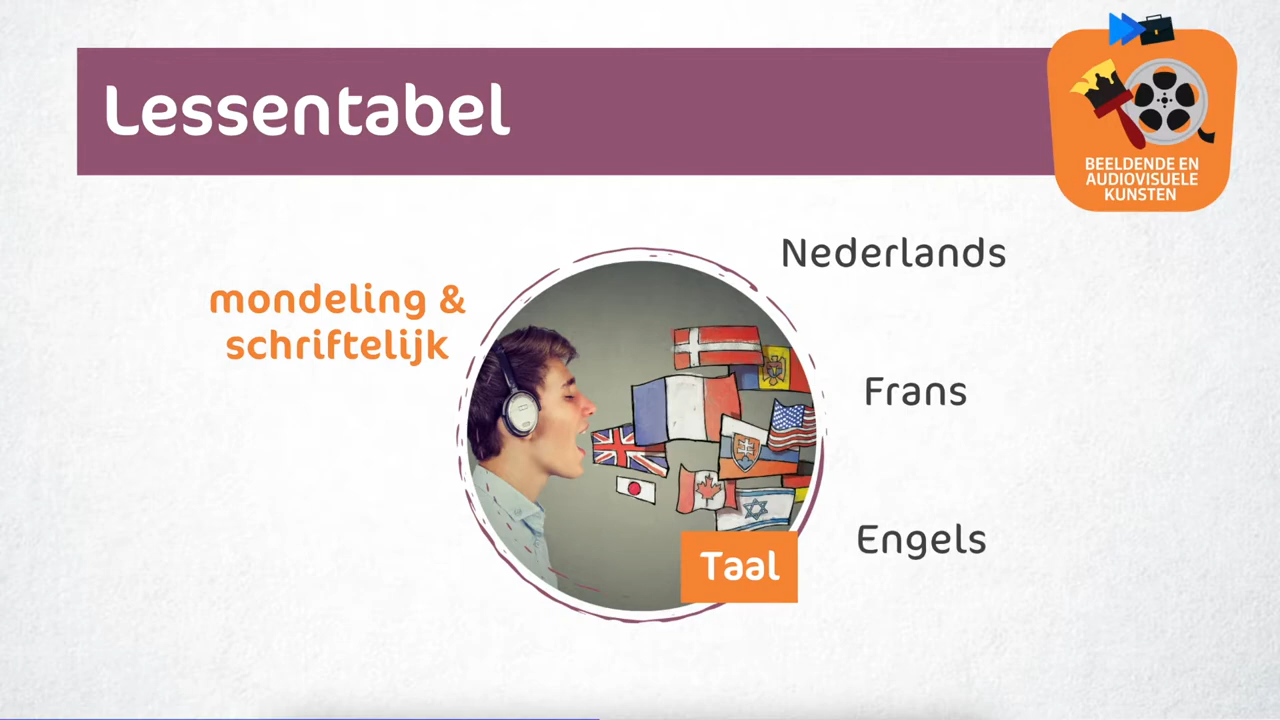 Lessentabel
BEELDENDE EN
AUDIOVISUELE
KUNSTEN
mondeling &
schriftelijk
Nederlands
Frans
Engels
Taal